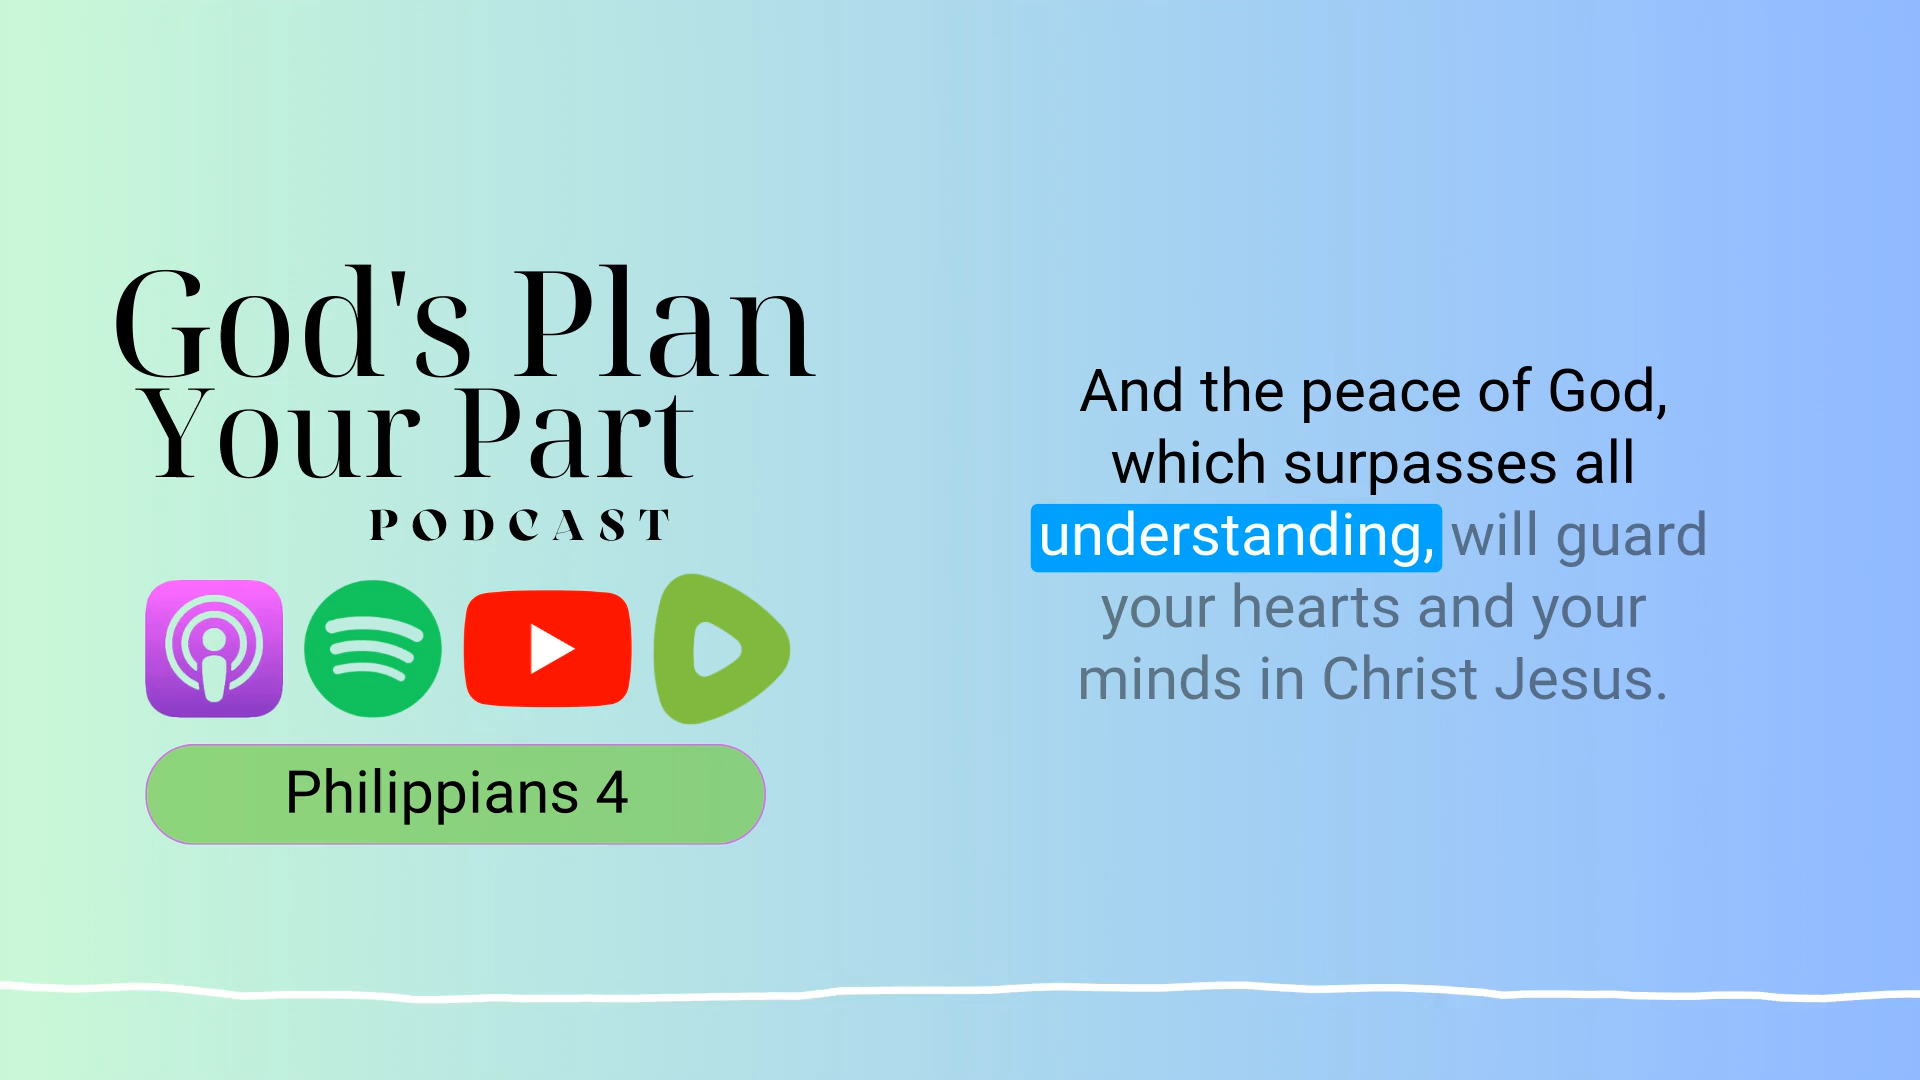 God's Plan
Your Part
PODCAST
Philippians 4
And the peace of God,
which surpasses all
understanding, will guard
your hearts and your
minds in Christ Jesus.